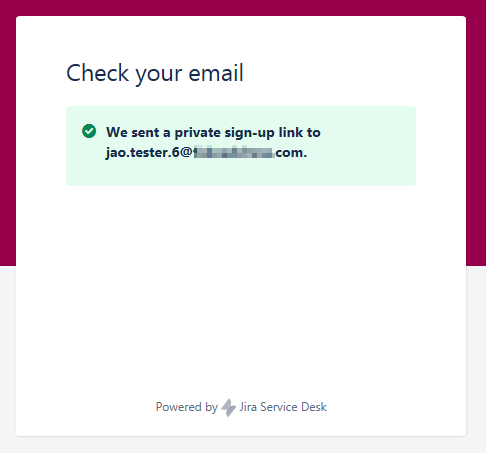 Check your email
We sent a private sign-up link to
jao.tester.6@ .com.
Powered by Jira Service Desk